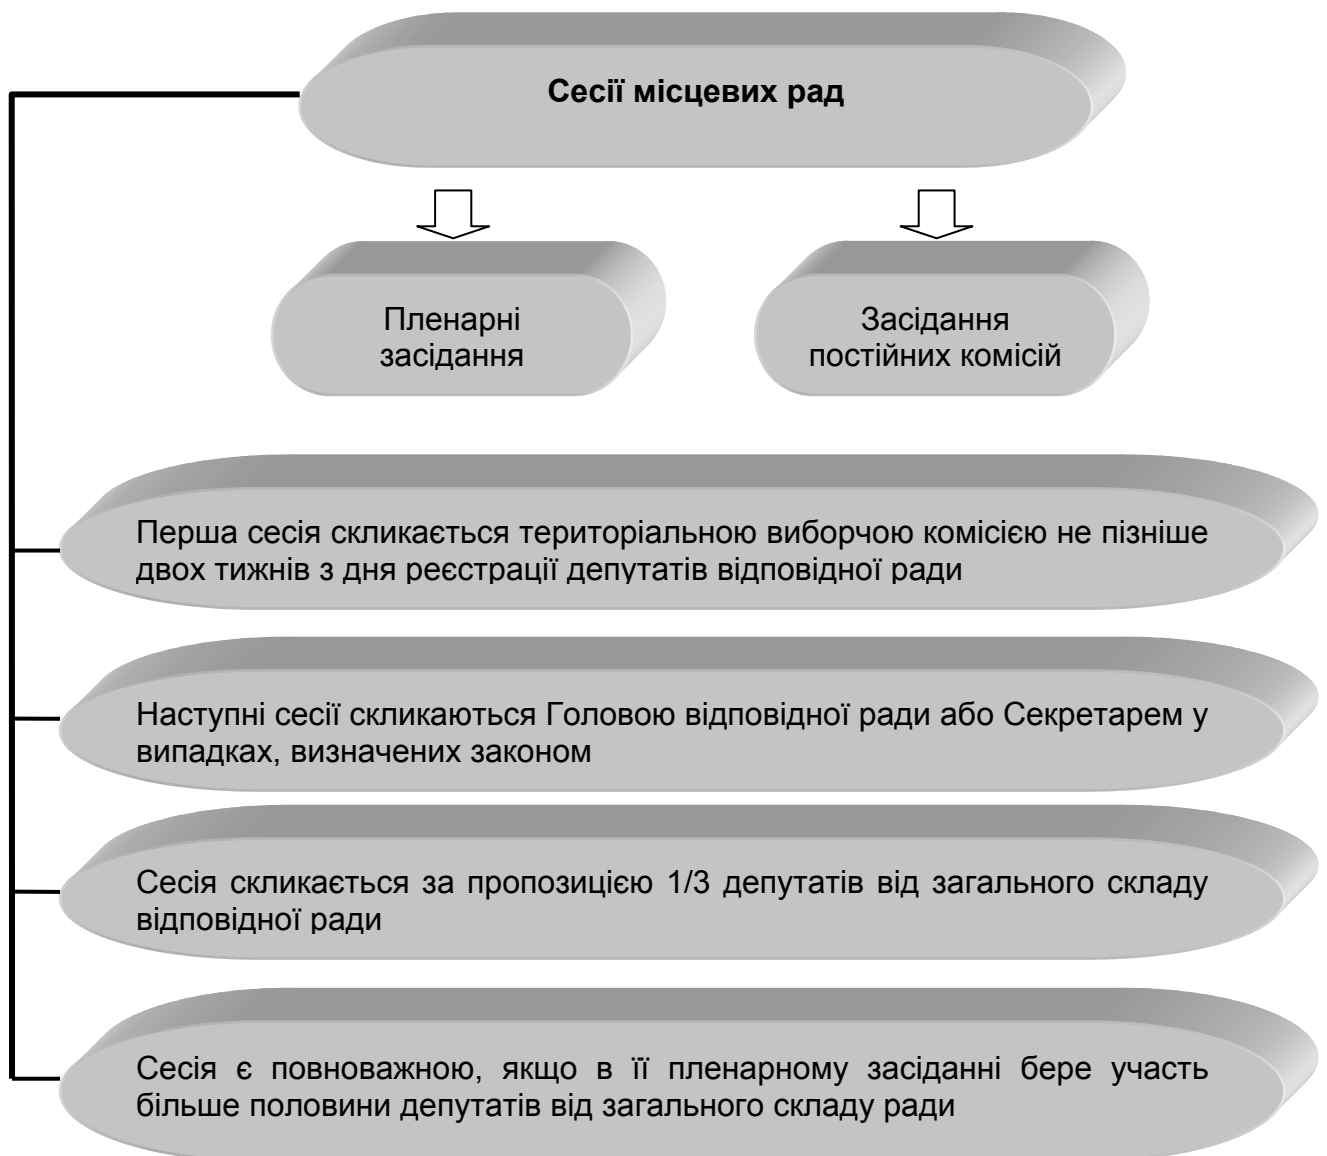 Сесії місцевих рад
Пленарні
засідання
Засідання
постійних комісій
Перша сесія скликається територіальною виборчою комісією не пізніше
двох тижнів з дня реєстрації депутатів відповідної ради
Наступні сесії скликаються Головою відповідної ради або Секретарем у
випадках, визначених законом
Сесія скликається за пропозицією 1/3 депутатів від загального складу
відповідної ради
Сесія є повноважною, якщо в її пленарному засіданні бере участь
більше половини депутатів від загального складу ради